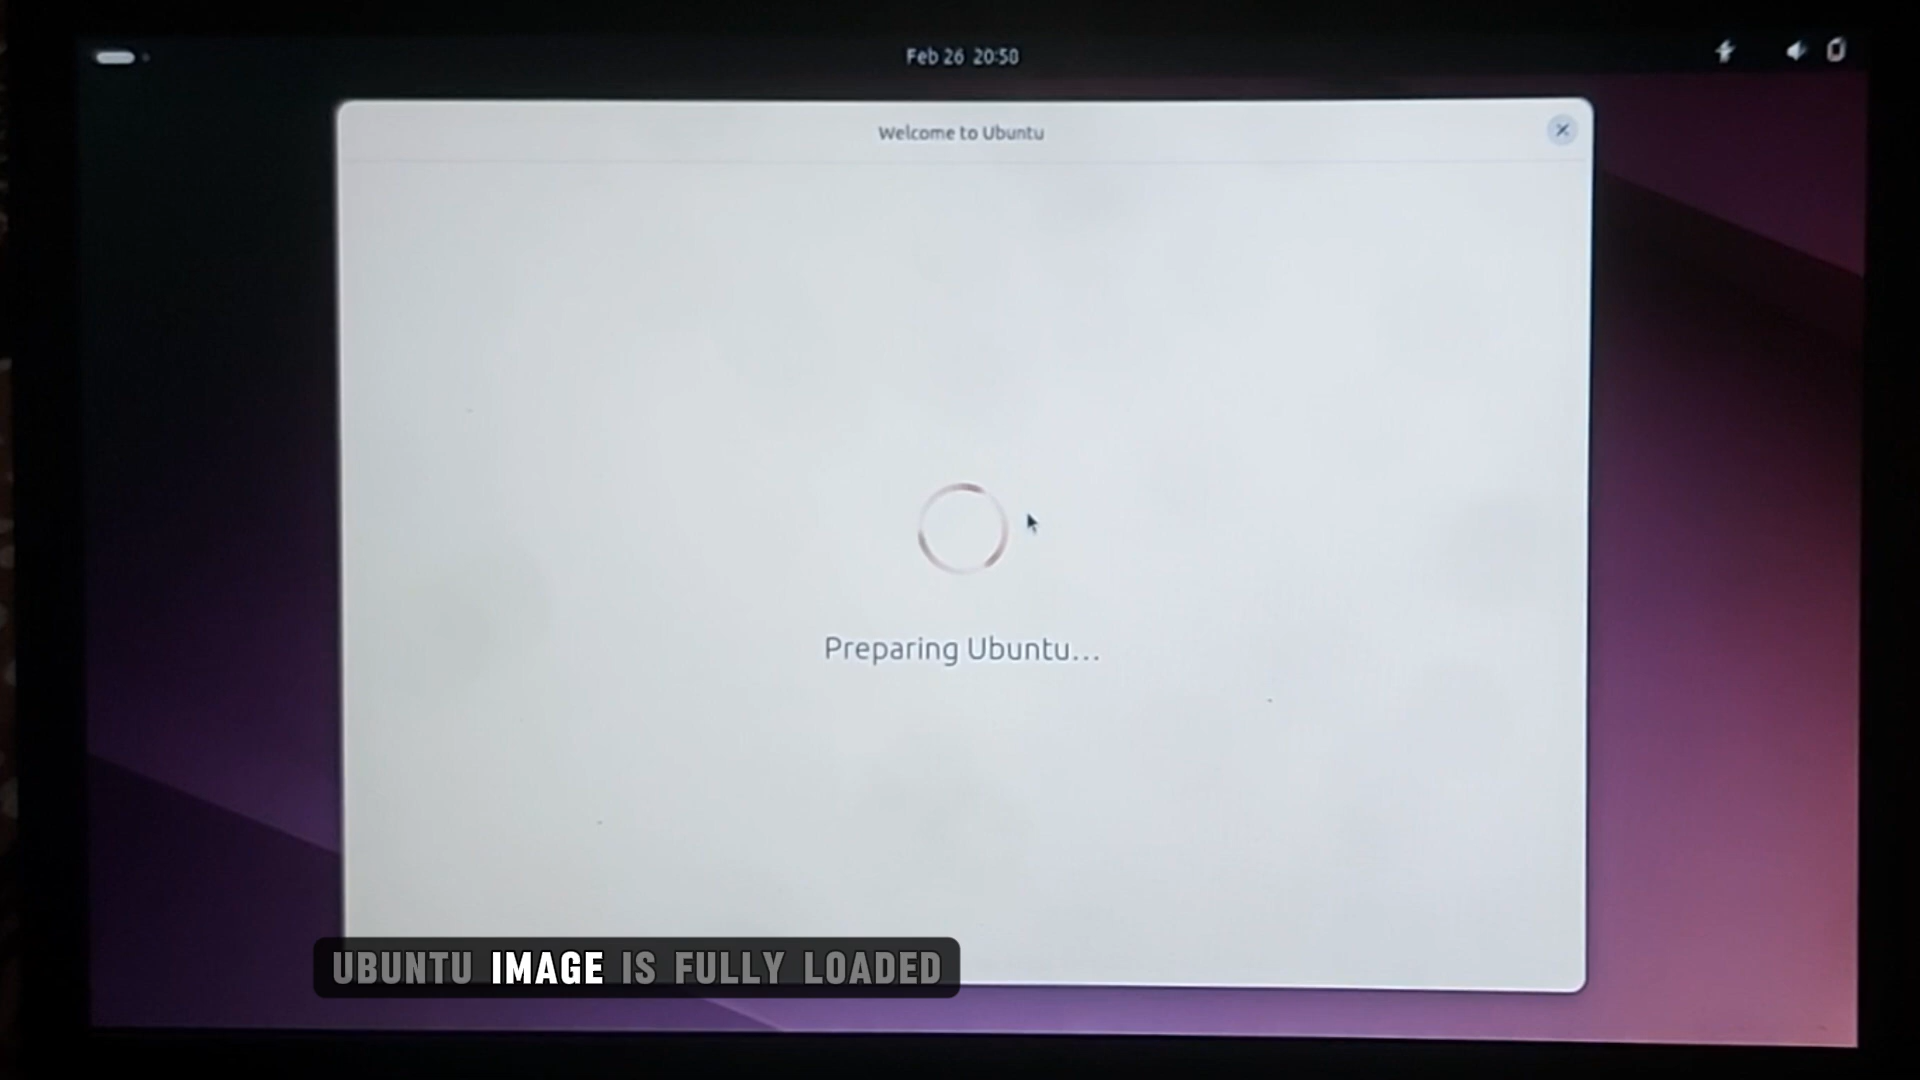 Feb 26 20:50
Welcome to Ubuntu
Preparing Ubuntu...
UBUNTU IMAGE IS FULLY LOADED